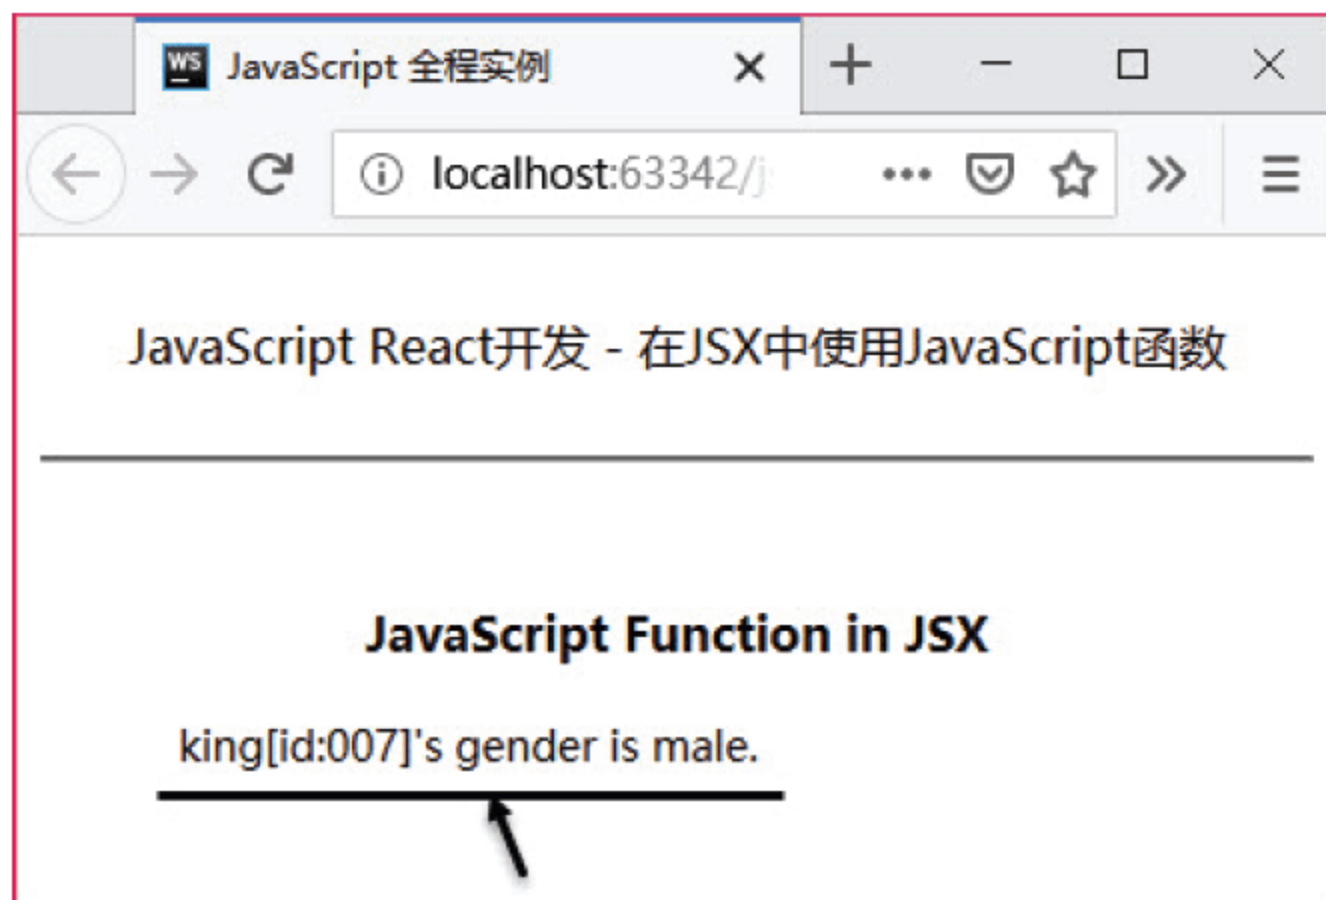 WS JavaScript 全程实例
localhost:63342/j
JavaScript React开发 - 在JSX中使用JavaScript函数
JavaScript Function in JSX
king[id:007]'s gender is male.